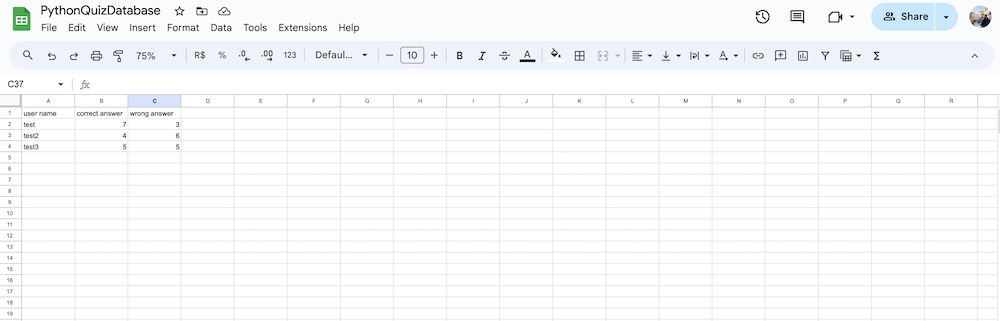 PythonQuizDatabase
File Edit View Insert Format Data Tools Extensions Help
Share
75% R$ % .0 .00 123 Defaul... 10 B I S A Σ
C37 fx
A B C D E F G H I J K L M N O P Q R
1 user name correct answer wrong answer
2 test 7 3
3 test2 4 6
4 test3 5 5
5
6
7
8
9
10
11
12
13
14
15
16
17
18
19